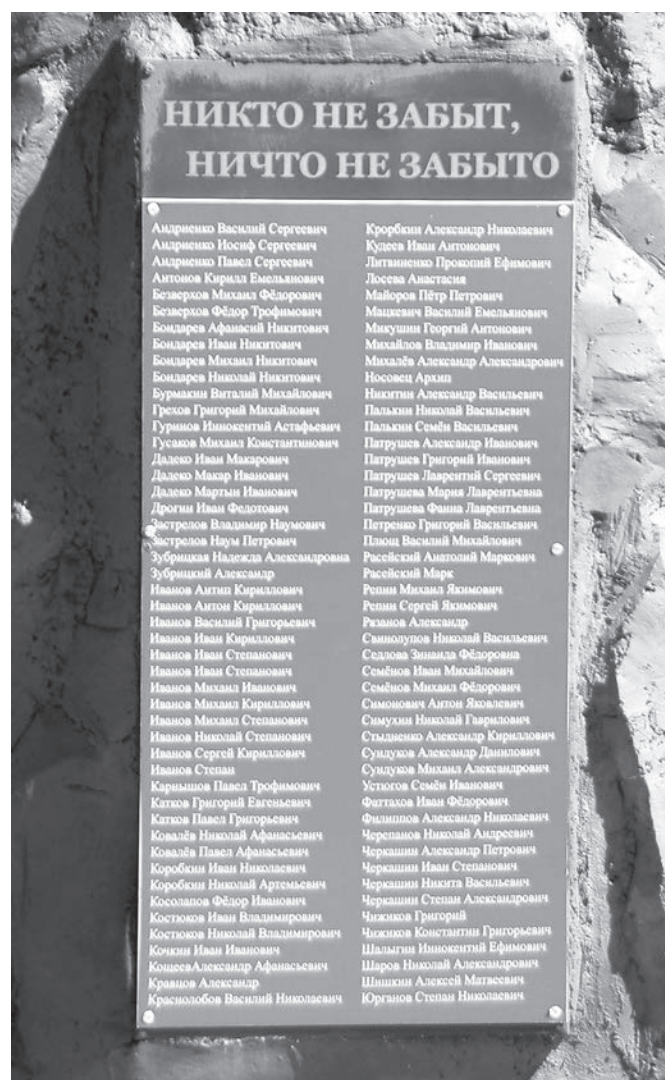 НИКТО НЕ ЗАБЫТ,
НИЧТО НЕ ЗАБЫТО
Андриенко Василий Сергеевич
Андриенко Иосиф Сергеевич
Андриенко Павел Сергеевич
Антонов Кирилл Емельянович
Безверхов Михаил Фёдорович
Безверхов Фёдор Трофимович
Бондарев Афанасий Никитович
Бондарев Иван Никитович
Бондарев Михаил Никитович
Бондарев Николай Никитович
Бурмакин Виталий Михайлович
Грехов Григорий Михайлович
Гуринов Иннокентий Астафьевич
Гусаков Михаил Константинович
Далеко Иван Макарович
Далеко Макар Иванович
Далеко Мартын Иванович
Дрогин Иван Федотович
Застрелов Владимир Наумович
Застрелов Наум Петрович
Зубрицкая Надежда Александровна
Зубрицкий Александр
Иванов Антип Кириллович
Иванов Антон Кириллович
Иванов Василий Григорьевич
Иванов Иван Кириллович
Иванов Иван Степанович
Иванов Иван Степанович
Иванов Михаил Иванович
Иванов Михаил Кириллович
Иванов Михаил Степанович
Иванов Николай Степанович
Иванов Сергей Кириллович
Иванов Степан
Карнышов Павел Трофимович
Катков Григорий Евгеньевич
Катков Павел Григорьевич
Ковалёв Николай Афанасьевич
Ковалёв Павел Афанасьевич
Коробкин Иван Николаевич
Коробкин Николай Артемьевич
Косолапов Фёдор Иванович
Костюков Иван Владимирович
Костюков Николай Владимирович
Кочкин Иван Иванович
КощеевАлександр Афанасьевич
Кравцов Александр
Краснолобов Василий Николаевич
Крорбкин Александр Николаевич
Кудеев Иван Антонович
Литвиненко Прокопий Ефимович
Лосева Анастасия
Майоров Пётр Петрович
Мацкевич Василий Емельянович
Микушин Георгий Антонович
Михайлов Владимир Иванович
Михалёв Александр Александрович
Носовец Архип
Никитин Александр Васильевич
Палькин Николай Васильевич
Палькин Семён Васильевич
Патрушев Александр Иванович
Патрушев Григорий Иванович
Патрушев Лаврентий Сергеевич
Патрушева Мария Лаврентьевна
Патрушева Фаина Лаврентьевна
Петренко Григорий Васильевич
Плющ Василий Михайлович
Расейский Анатолий Маркович
Расейский Марк
Репин Михаил Якимович
Репин Сергей Якимович
Рязанов Александр
Свинолупов Николай Васильевич
Седлова Зинаида Фёдоровна
Семёнов Иван Михайлович
Семёнов Михаил Фёдорович
Симонович Антон Яковлевич
Симухин Николай Гаврилович
Стыдненко Александр Кириллович
Сундуков Александр Данилович
Сундуков Михаил Александрович
Устюгов Семён Иванович
Фаттахов Иван Фёдорович
Филиппов Александр Николаевич
Черепанов Николай Андреевич
Черкашин Александр Петрович
Черкашин Иван Степанович
Черкашин Никита Васильевич
Черкашин Степан Александрович
Чижиков Григорий
Чижиков Константин Григорьевич
Шалыгин Иннокентий Ефимович
Шаров Николай Александрович
Шишкин Алексей Матвеевич
Юрганов Степан Николаевич